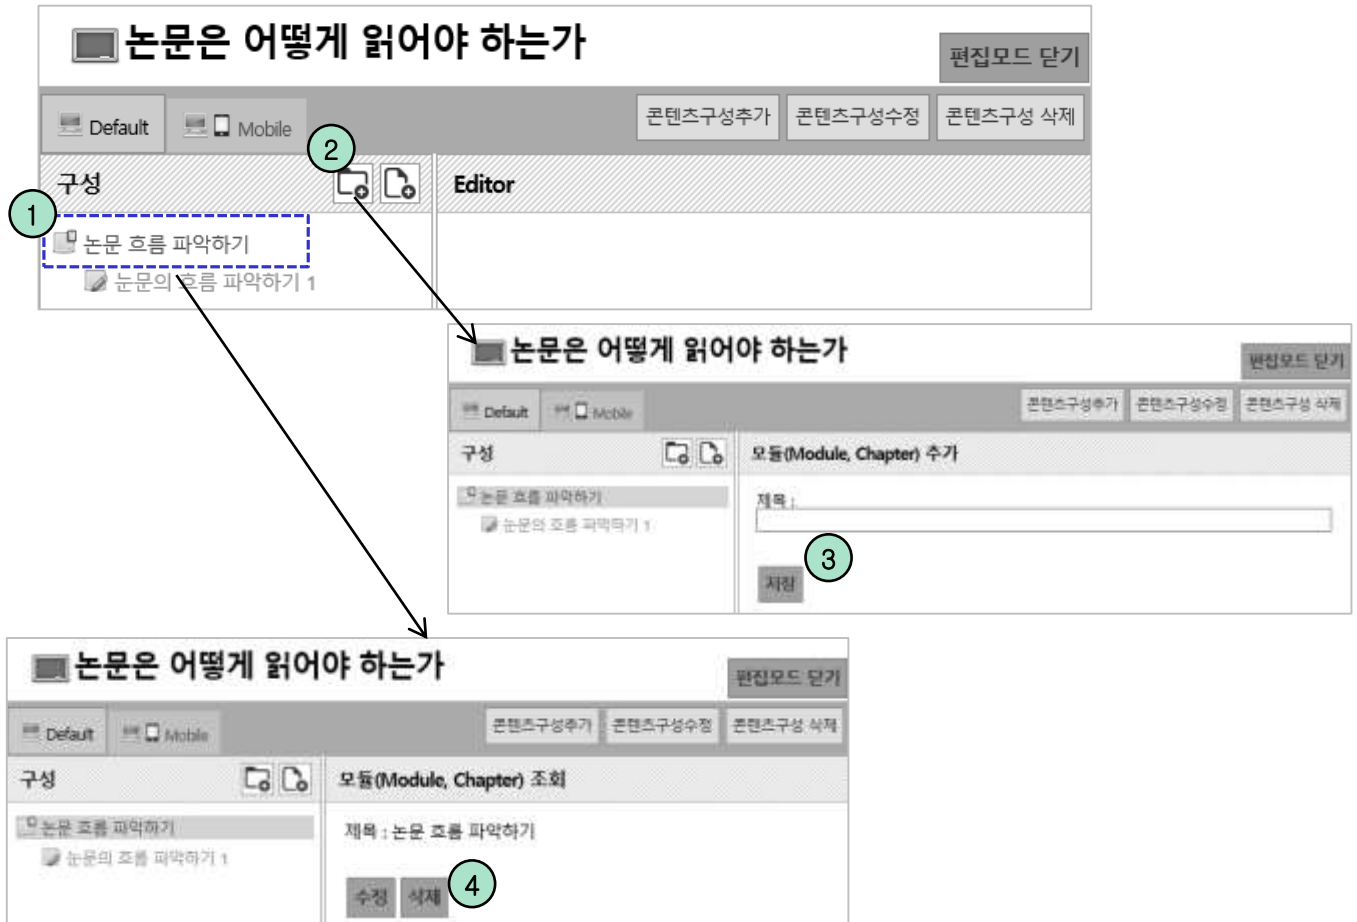 논문은 어떻게 읽어야 하는가
편집모드 닫기
Default
Mobile
콘텐츠구성추가
콘텐츠구성수정
콘텐츠구성 삭제
2
구성
Editor
1
논문 흐름 파악하기
논문의 흐름 파악하기 1
논문은 어떻게 읽어야 하는가
편집모드 닫기
Default
Mobile
콘텐츠구성추가
콘텐츠구성수정
콘텐츠구성 삭제
구성
모듈(Module, Chapter) 추가
논문 흐름 파악하기
논문의 흐름 파악하기 1
제목 :
3
저장
논문은 어떻게 읽어야 하는가
편집모드 닫기
Default
Mobile
콘텐츠구성추가
콘텐츠구성수정
콘텐츠구성 삭제
구성
모듈(Module, Chapter) 조회
논문 흐름 파악하기
논문의 흐름 파악하기 1
제목 : 논문 흐름 파악하기
수정
삭제
4